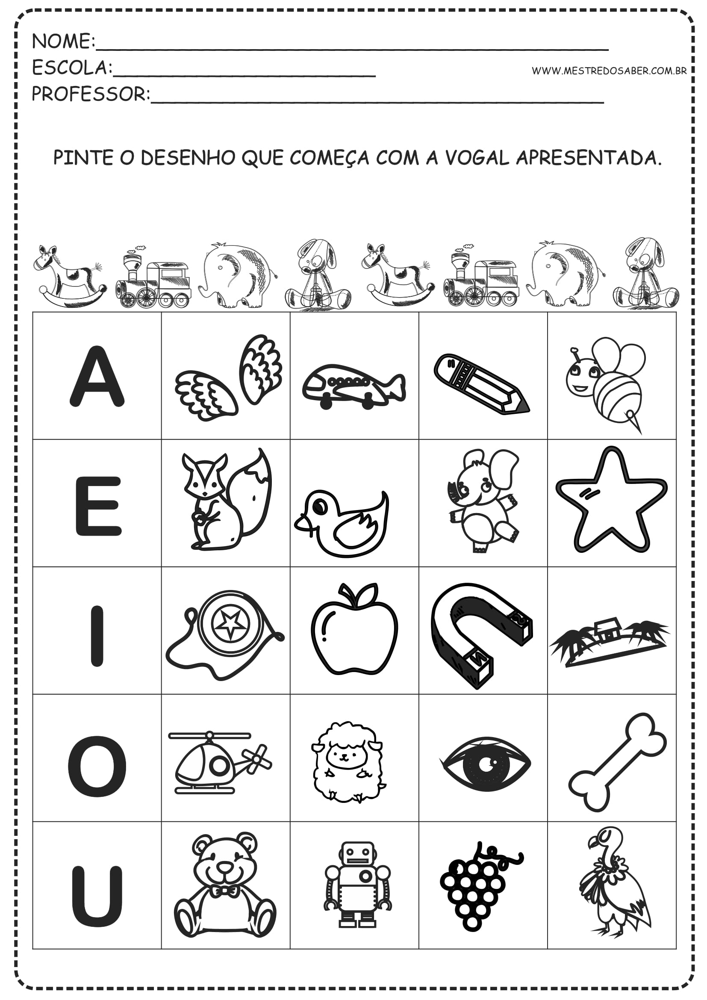 NOME:
ESCOLA:
WWW.MESTREDOSABER.COM.BR
PROFESSOR:
PINTE O DESENHO QUE COMEÇA COM A VOGAL APRESENTADA.
A
E
I
O
U